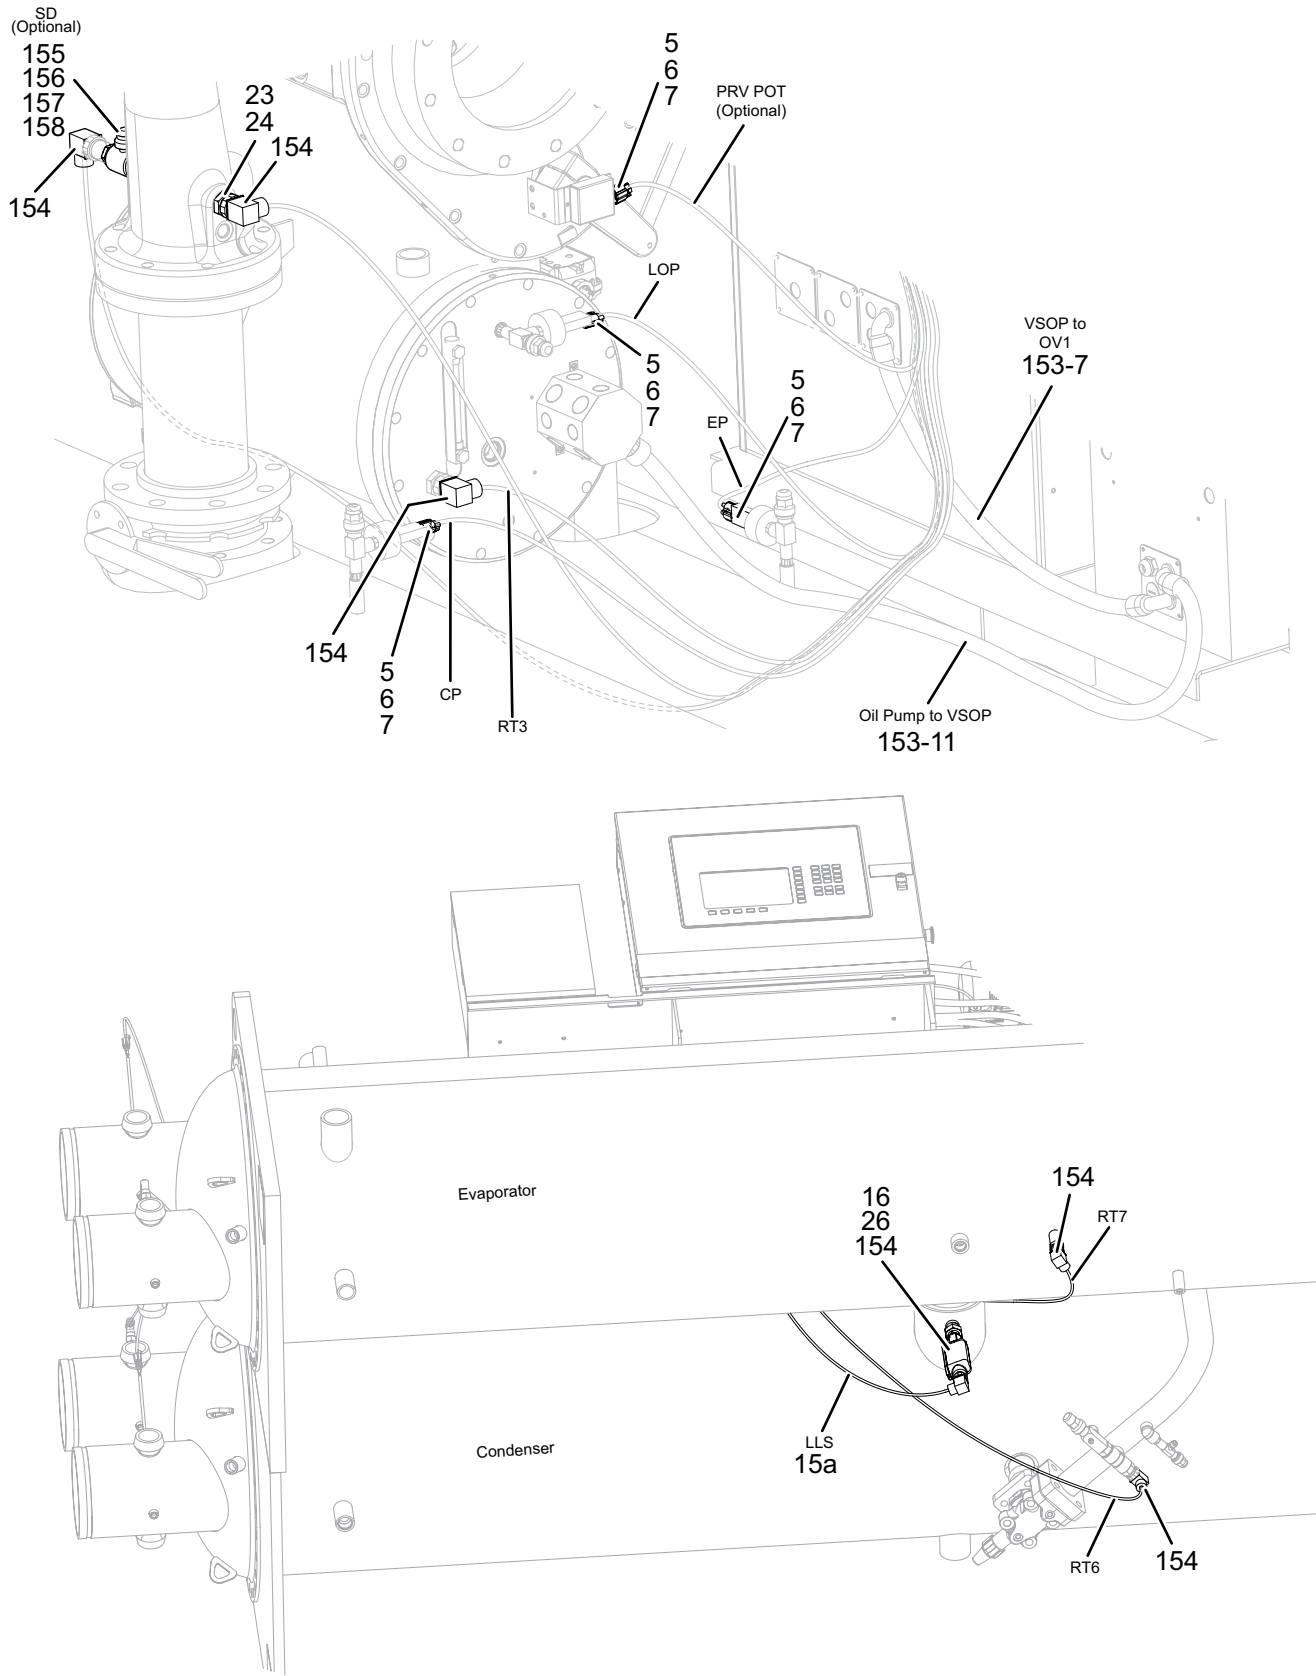 SD
(Optional)
155
156
157
158
154
23
24
154
5
6
7
PRV POT
(Optional)
LOP
5
6
7
VSOP to
OV1
153-7
5
6
7
EP
154
5
6
7
CP
RT3
Oil Pump to VSOP
153-11
Evaporator
16
26
154
154
RT7
Condenser
LLS
15a
RT6
154